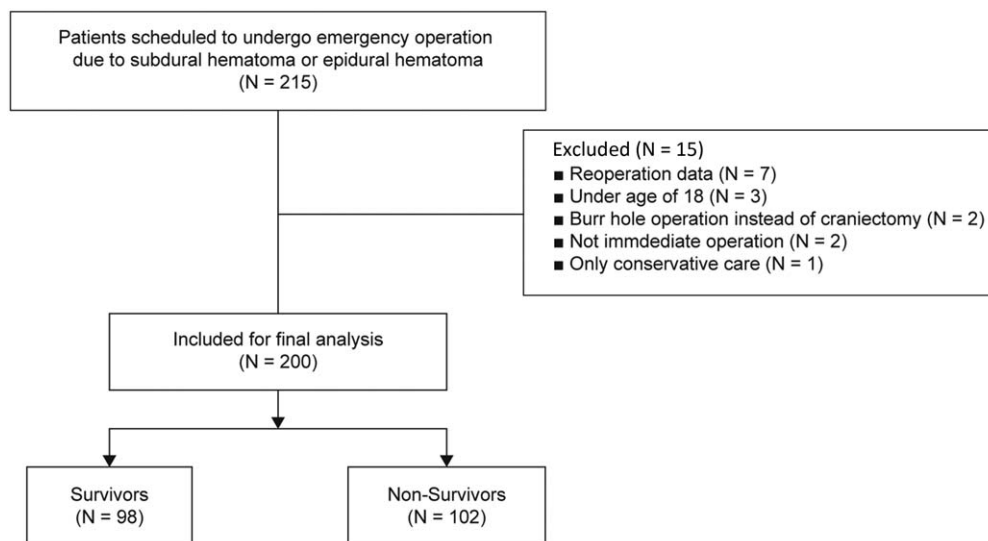 Patients scheduled to undergo emergency operation
due to subdural hematoma or epidural hematoma
(N = 215)
Excluded (N = 15)
■ Reoperation data (N = 7)
■ Under age of 18 (N = 3)
■ Burr hole operation instead of craniectomy (N = 2)
■ Not immdediate operation (N = 2)
■ Only conservative care (N = 1)
Included for final analysis
(N = 200)
Survivors
(N = 98)
Non-Survivors
(N = 102)